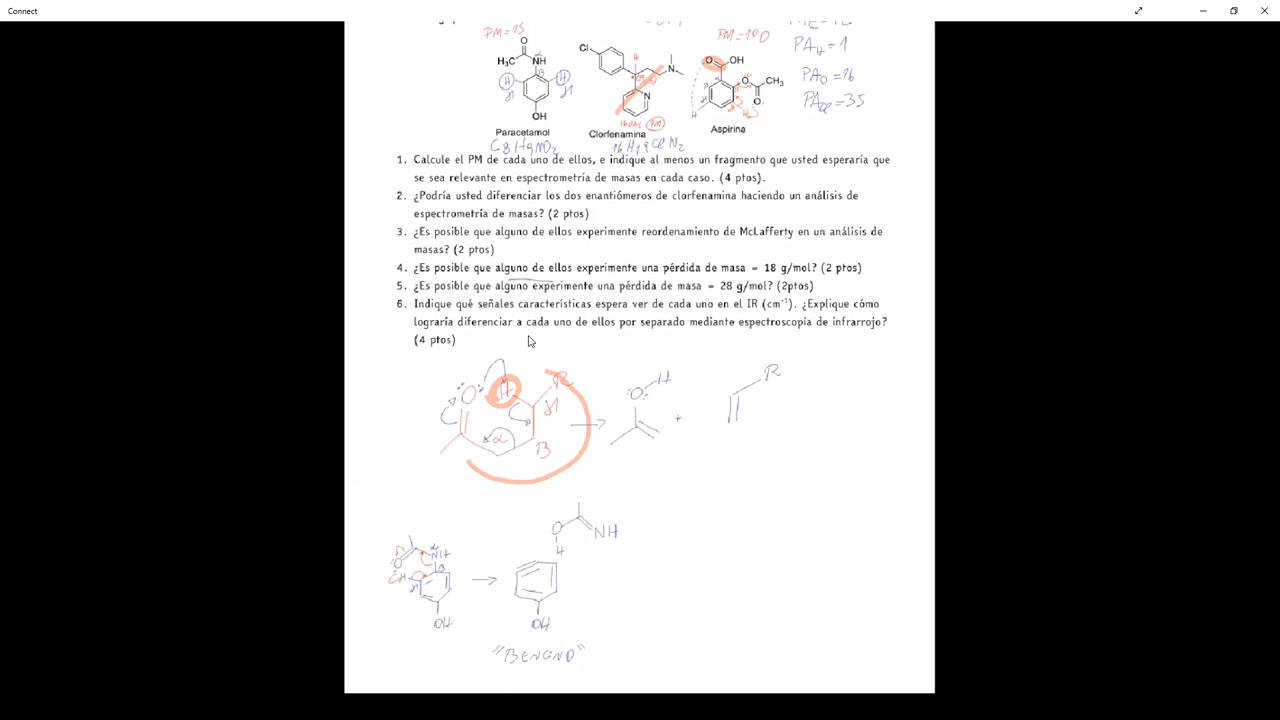 Connect
PM=15
PM=180
PA_H = 1
PA_O = 16
PA_Cl = 35
O
H₃C
NH
α
β
H
H
γ
γ
OH
Paracetamol
C8H9NO2
Cl
H
N
N
Clorfenamina
16H19ClN2
O
OH
O
CH₃
O
H
H
Aspirina
1. Calcule el PM de cada uno de ellos, e indique al menos un fragmento que usted esperaría que
se sea relevante en espectrometría de masas en cada caso. (4 ptos).
2. ¿Podría usted diferenciar los dos enantiómeros de clorfenamina haciendo un análisis de
espectrometría de masas? (2 ptos)
3. ¿Es posible que alguno de ellos experimente reordenamiento de McLafferty en un análisis de
masas? (2 ptos)
4. ¿Es posible que alguno de ellos experimente una pérdida de masa = 18 g/mol? (2 ptos)
5. ¿Es posible que alguno experimente una pérdida de masa = 28 g/mol? (2ptos)
6. Indique qué señales características espera ver de cada uno en el IR (cm⁻¹). ¿Explique cómo
lograría diferenciar a cada uno de ellos por separado mediante espectroscopía de infrarrojo?
(4 ptos)
O
H
R
γ
α
β
O
H
+
R
O
NH
H
α
NH
O
β
H
γ
OH
OH
"BENCINO"